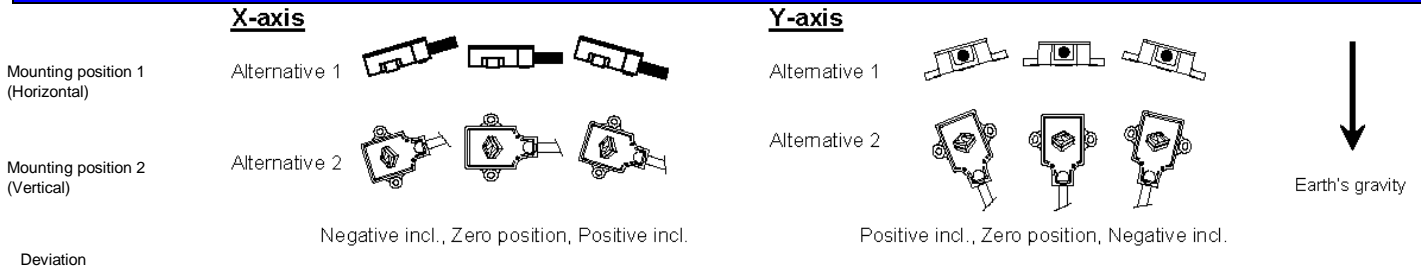 X-axis
Y-axis
Mounting position 1
(Horizontal)
Alternative 1
Alternative 1
Mounting position 2
(Vertical)
Alternative 2
Alternative 2
Earth's gravity
Negative incl., Zero position, Positive incl.
Positive incl., Zero position, Negative incl.
Deviation